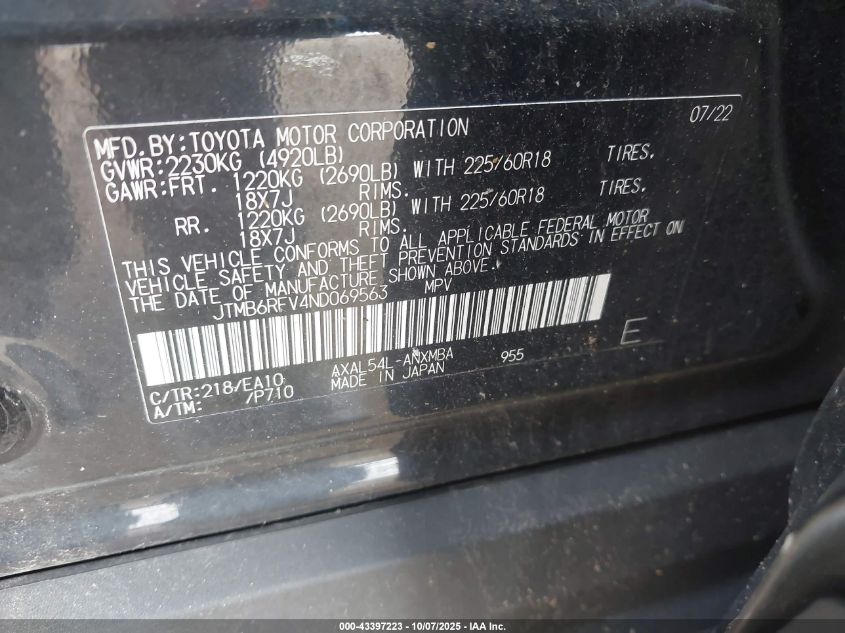 07/22
MFD.BY:TOYOTA MOTOR CORPORATION
GVWR:2230KG (4920LB)
GAWR:FRT. 1220KG (2690LB) WITH 225/60R18 TIRES.
18X7J RIMS.
RR. 1220KG (2690LB) WITH 225/60R18 TIRES.
18X7J RIMS.
THIS VEHICLE CONFORMS TO ALL APPLICABLE FEDERAL MOTOR
VEHICLE SAFETY AND THEFT PREVENTION STANDARDS IN EFFECT ON
THE DATE OF MANUFACTURE SHOWN ABOVE.
JTMB6RFV4ND069563 MPV
C/TR:218/EA10 AXAL54L-ANXMBA 955 E
A/TM: /P710 MADE IN JAPAN
000-43397223 - 10/07/2025 - IAA Inc.